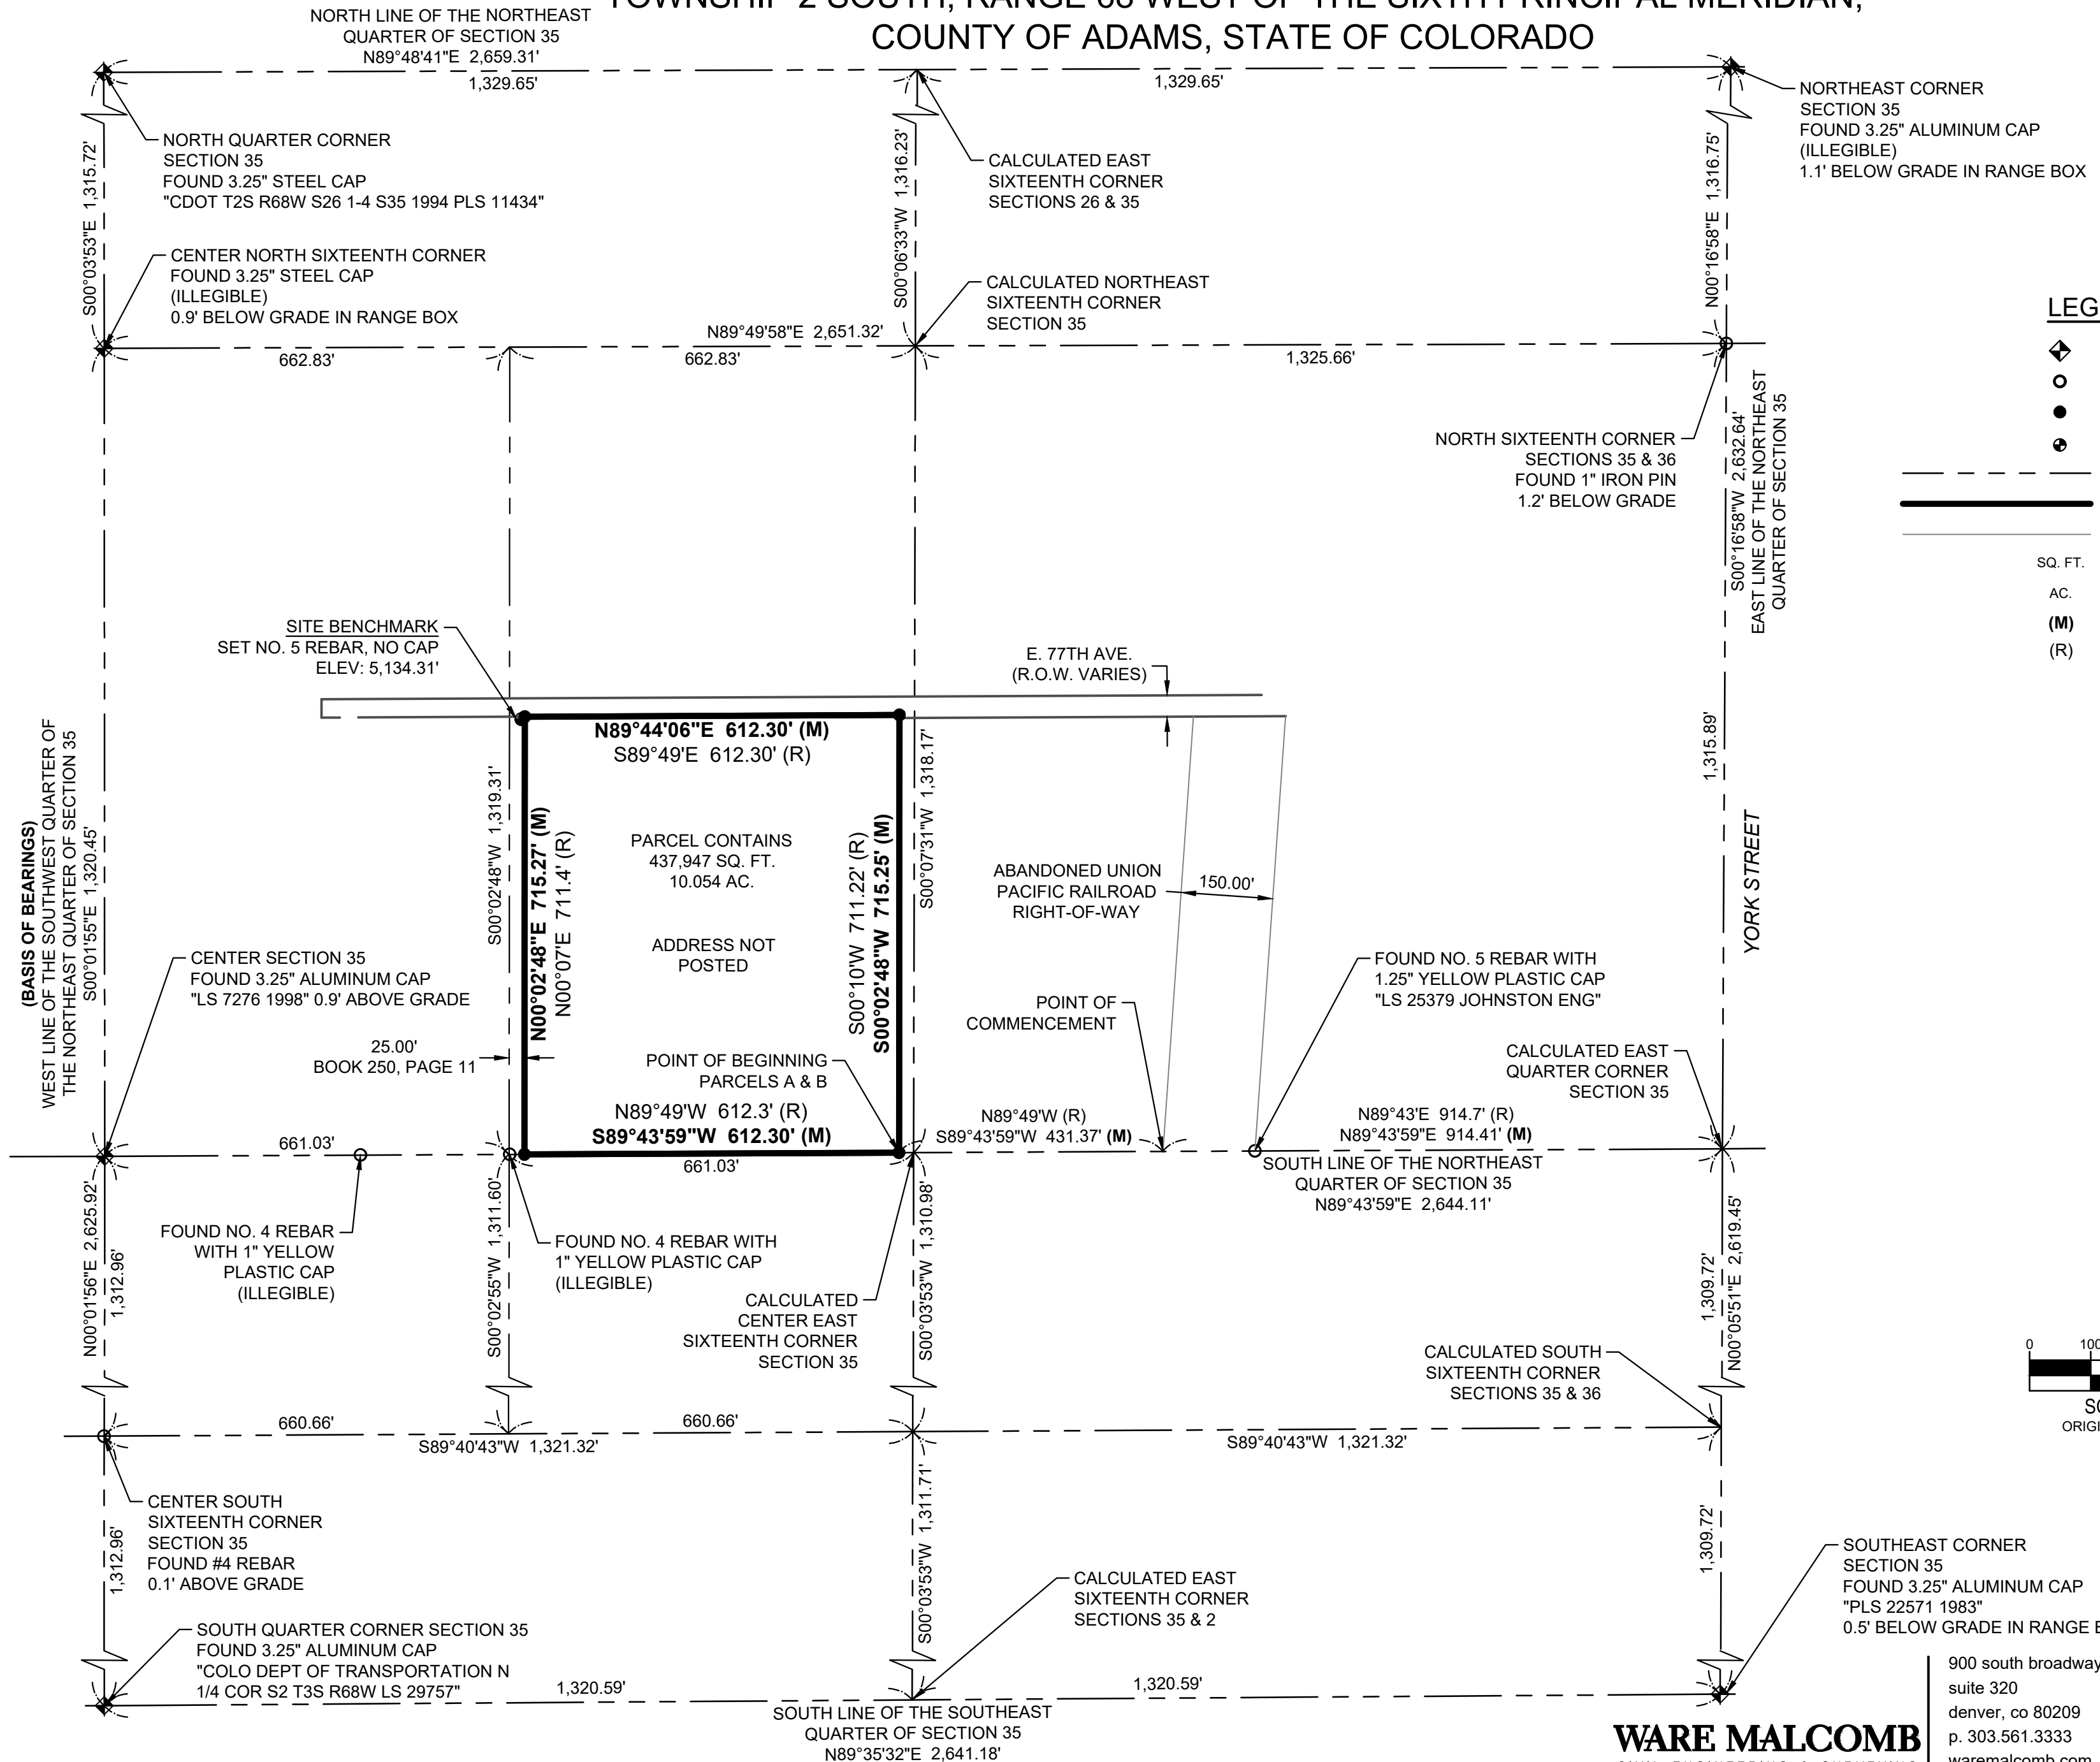 TOWNSHIP 2 SOUTH, RANGE 68 WEST OF THE SIXTH PRINCIPAL MERIDIAN,
COUNTY OF ADAMS, STATE OF COLORADO
NORTH LINE OF THE NORTHEAST
QUARTER OF SECTION 35
N89°48'41"E 2,659.31'
1,329.65'
1,329.65'
NORTH QUARTER CORNER
SECTION 35
FOUND 3.25" STEEL CAP
"CDOT T2S R68W S26 1-4 S35 1994 PLS 11434"
S00°03'53"E 1,315.72'
CALCULATED EAST
SIXTEENTH CORNER
SECTIONS 26 & 35
S00°06'33"W 1,316.23'
NORTHEAST CORNER
SECTION 35
FOUND 3.25" ALUMINUM CAP
(ILLEGIBLE)
1.1' BELOW GRADE IN RANGE BOX
N00°16'58"E 1,316.75'
CENTER NORTH SIXTEENTH CORNER
FOUND 3.25" STEEL CAP
(ILLEGIBLE)
0.9' BELOW GRADE IN RANGE BOX
CALCULATED NORTHEAST
SIXTEENTH CORNER
SECTION 35
N89°49'58"E 2,651.32'
662.83'
662.83'
1,325.66'
NORTH SIXTEENTH CORNER
SECTIONS 35 & 36
FOUND 1" IRON PIN
1.2' BELOW GRADE
S00°16'58"W 2,632.64'
EAST LINE OF THE NORTHEAST
QUARTER OF SECTION 35
LEG
SQ. FT.
AC.
(M)
(R)
SITE BENCHMARK
SET NO. 5 REBAR, NO CAP
ELEV: 5,134.31'
E. 77TH AVE.
(R.O.W. VARIES)
N89°44'06"E 612.30' (M)
S89°49'E 612.30' (R)
(BASIS OF BEARINGS)
WEST LINE OF THE SOUTHWEST QUARTER OF
THE NORTHEAST QUARTER OF SECTION 35
S00°01'55"E 1,320.45'
S00°02'48"W 1,319.31'
N00°02'48"E 715.27' (M)
N00°07'E 711.4' (R)
PARCEL CONTAINS
437,947 SQ. FT.
10.054 AC.
ADDRESS NOT
POSTED
S00°10'W 711.22' (R)
S00°02'48"W 715.25' (M)
S00°07'31"W 1,318.17'
ABANDONED UNION
PACIFIC RAILROAD
RIGHT-OF-WAY
150.00'
1,315.89'
YORK STREET
CENTER SECTION 35
FOUND 3.25" ALUMINUM CAP
"LS 7276 1998" 0.9' ABOVE GRADE
25.00'
BOOK 250, PAGE 11
POINT OF BEGINNING
PARCELS A & B
POINT OF
COMMENCEMENT
FOUND NO. 5 REBAR WITH
1.25" YELLOW PLASTIC CAP
"LS 25379 JOHNSTON ENG"
CALCULATED EAST
QUARTER CORNER
SECTION 35
N89°49'W 612.3' (R)
S89°43'59"W 612.30' (M)
661.03'
661.03'
N89°49'W (R)
S89°43'59"W 431.37' (M)
N89°43'E 914.7' (R)
N89°43'59"E 914.41' (M)
SOUTH LINE OF THE NORTHEAST
QUARTER OF SECTION 35
N89°43'59"E 2,644.11'
N00°01'56"E 2,625.92'
1,312.96'
FOUND NO. 4 REBAR
WITH 1" YELLOW
PLASTIC CAP
(ILLEGIBLE)
S00°02'55"W 1,311.60'
FOUND NO. 4 REBAR WITH
1" YELLOW PLASTIC CAP
(ILLEGIBLE)
CALCULATED
CENTER EAST
SIXTEENTH CORNER
SECTION 35
S00°03'53"W 1,310.98'
1,309.72'
N00°05'51"E 2,619.45'
CALCULATED SOUTH
SIXTEENTH CORNER
SECTIONS 35 & 36
0 100
ORIGI
660.66'
660.66'
S89°40'43"W 1,321.32'
S89°40'43"W 1,321.32'
CENTER SOUTH
SIXTEENTH CORNER
SECTION 35
FOUND #4 REBAR
0.1' ABOVE GRADE
1,312.96'
S00°03'53"W 1,311.71'
1,309.72'
CALCULATED EAST
SIXTEENTH CORNER
SECTIONS 35 & 2
SOUTHEAST CORNER
SECTION 35
FOUND 3.25" ALUMINUM CAP
"PLS 22571 1983"
0.5' BELOW GRADE IN RANGE
SOUTH QUARTER CORNER SECTION 35
FOUND 3.25" ALUMINUM CAP
"COLO DEPT OF TRANSPORTATION N
1/4 COR S2 T3S R68W LS 29757"
1,320.59'
1,320.59'
SOUTH LINE OF THE SOUTHEAST
QUARTER OF SECTION 35
N89°35'32"E 2,641.18'
WARE MALCOMB
900 south broadway
suite 320
denver, co 80209
p. 303.561.3333
waremalcomb.com